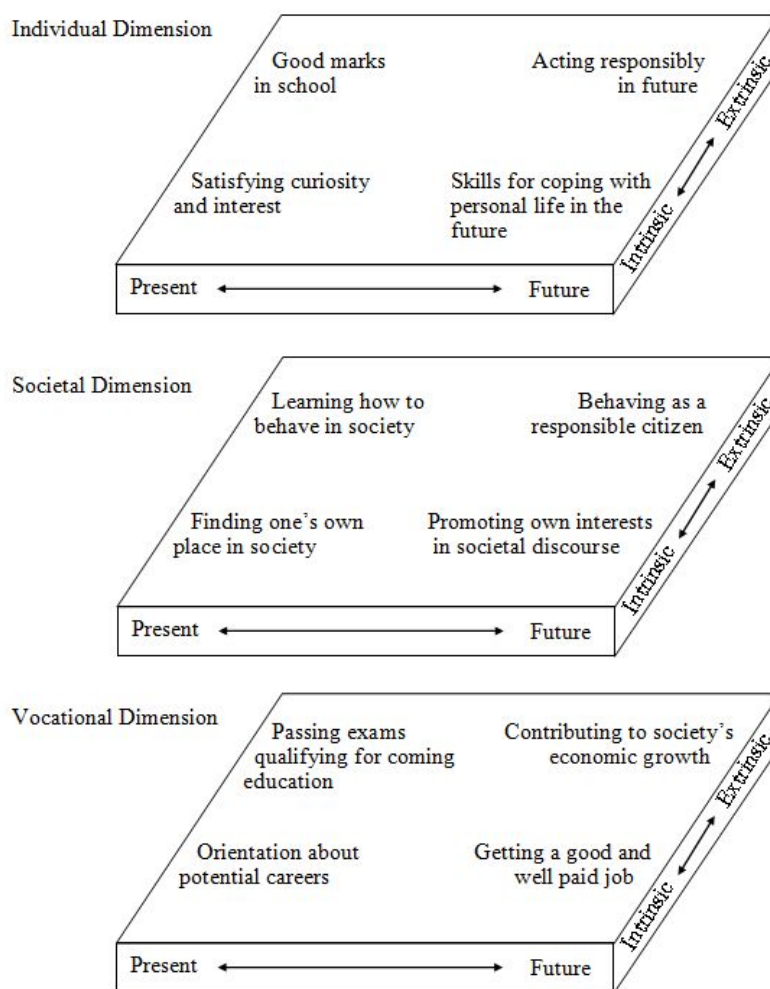 Individual Dimension
Good marks
in school
Acting responsibly
in future
Satisfying curiosity
and interest
Skills for coping with
personal life in the
future
Intrinsic
Extrinsic
Present
Future
Societal Dimension
Learning how to
behave in society
Behaving as a
responsible citizen
Finding one's own
place in society
Promoting own interests
in societal discourse
Intrinsic
Extrinsic
Present
Future
Vocational Dimension
Passing exams
qualifying for coming
education
Contributing to society's
economic growth
Orientation about
potential careers
Getting a good and
well paid job
Intrinsic
Extrinsic
Present
Future